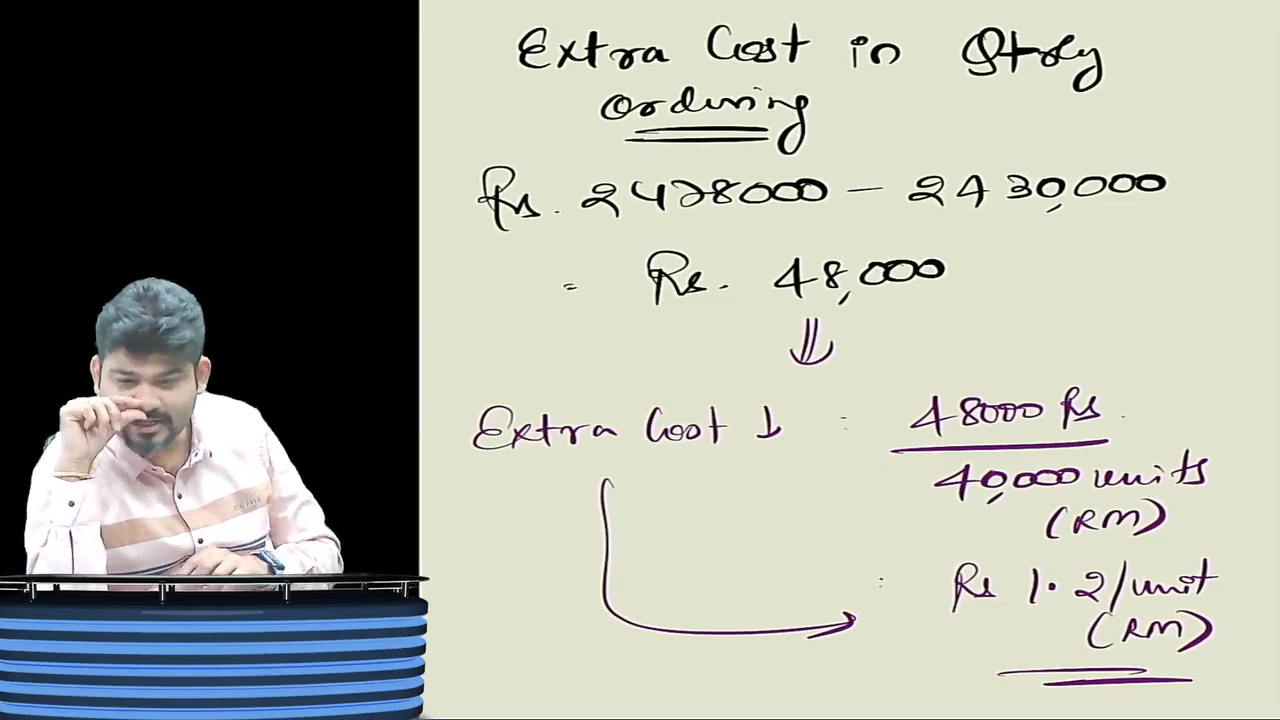 Extra Cost in Qtrly
Ordering
Rs. 2478000 - 2430,000
= Rs. 48,000
⇓
Extra Cost ↓ : 48000 Rs.
40,000 units
(RM)
: Rs 1.2/unit
(RM)